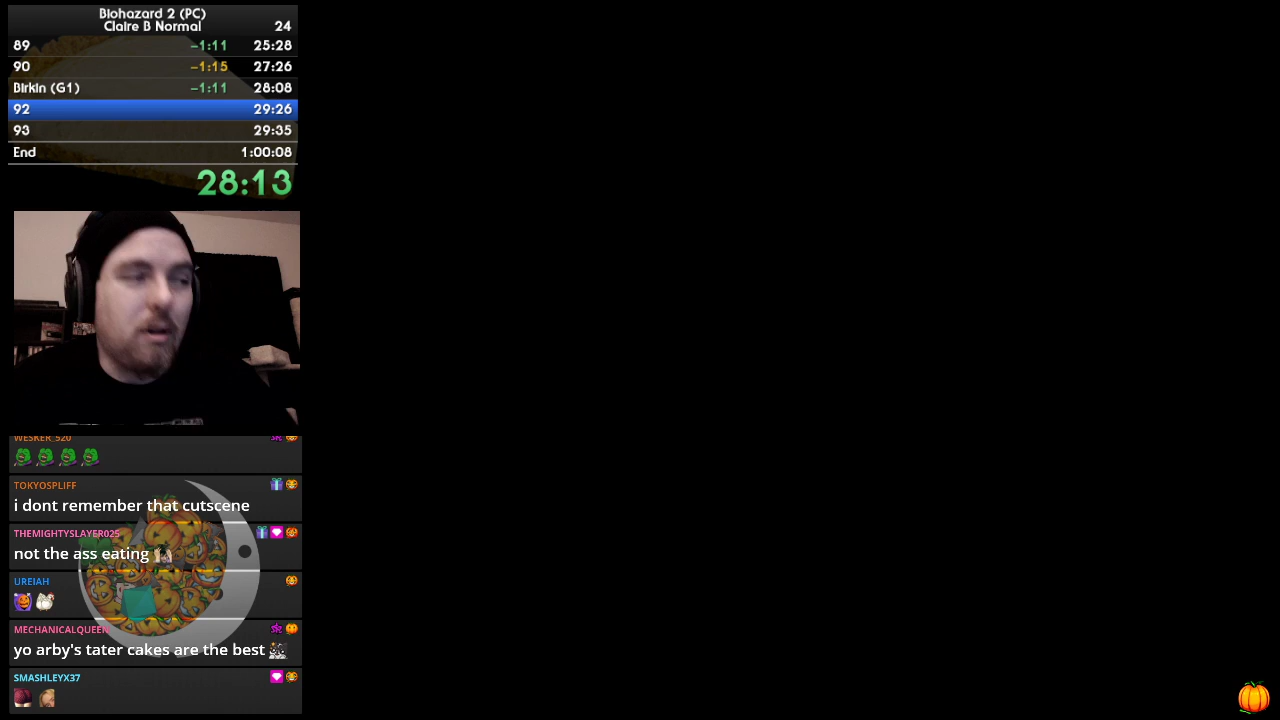 Biohazard 2 (PC)
Claire B Normal 24
89 -1:11 25:28
90 -1:15 27:26
Birkin (G1) -1:11 28:08
92 29:26
93 29:35
End 1:00:08
28:13
WESKER_520
TOKYOSPLIFF
i dont remember that cutscene
THEMIGHTYSLAYER025
not the ass eating
UREIAH
MECHANICALQUEEN
yo arby's tater cakes are the best
SMASHLEYX37